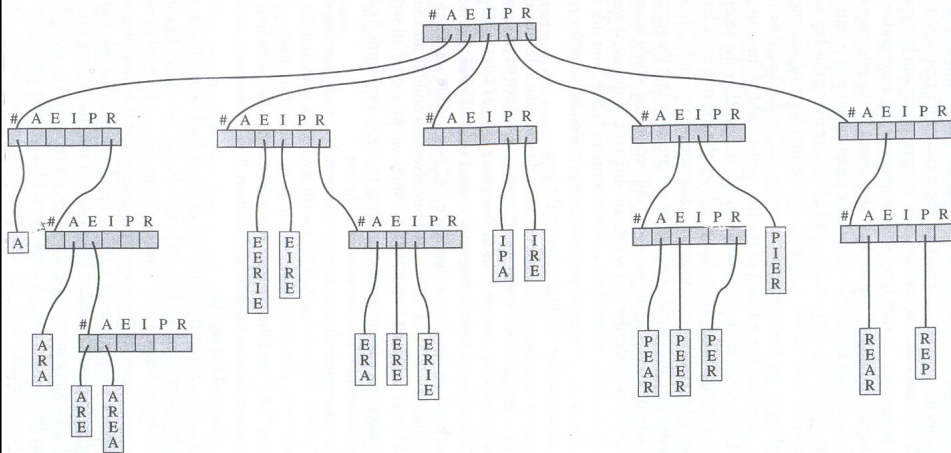 # A E I P R
# A E I P R
# A E I P R
# A E I P R
# A E I P R
# A E I P R
A
# A E I P R
EERIE
EIRE
# A E I P R
IPA
IRE
# A E I P R
PIER
# A E I P R
ARA
# A E I P R
ERA
ERE
ERIE
PEAR
PEER
PER
REAR
REP
ARE
AREA